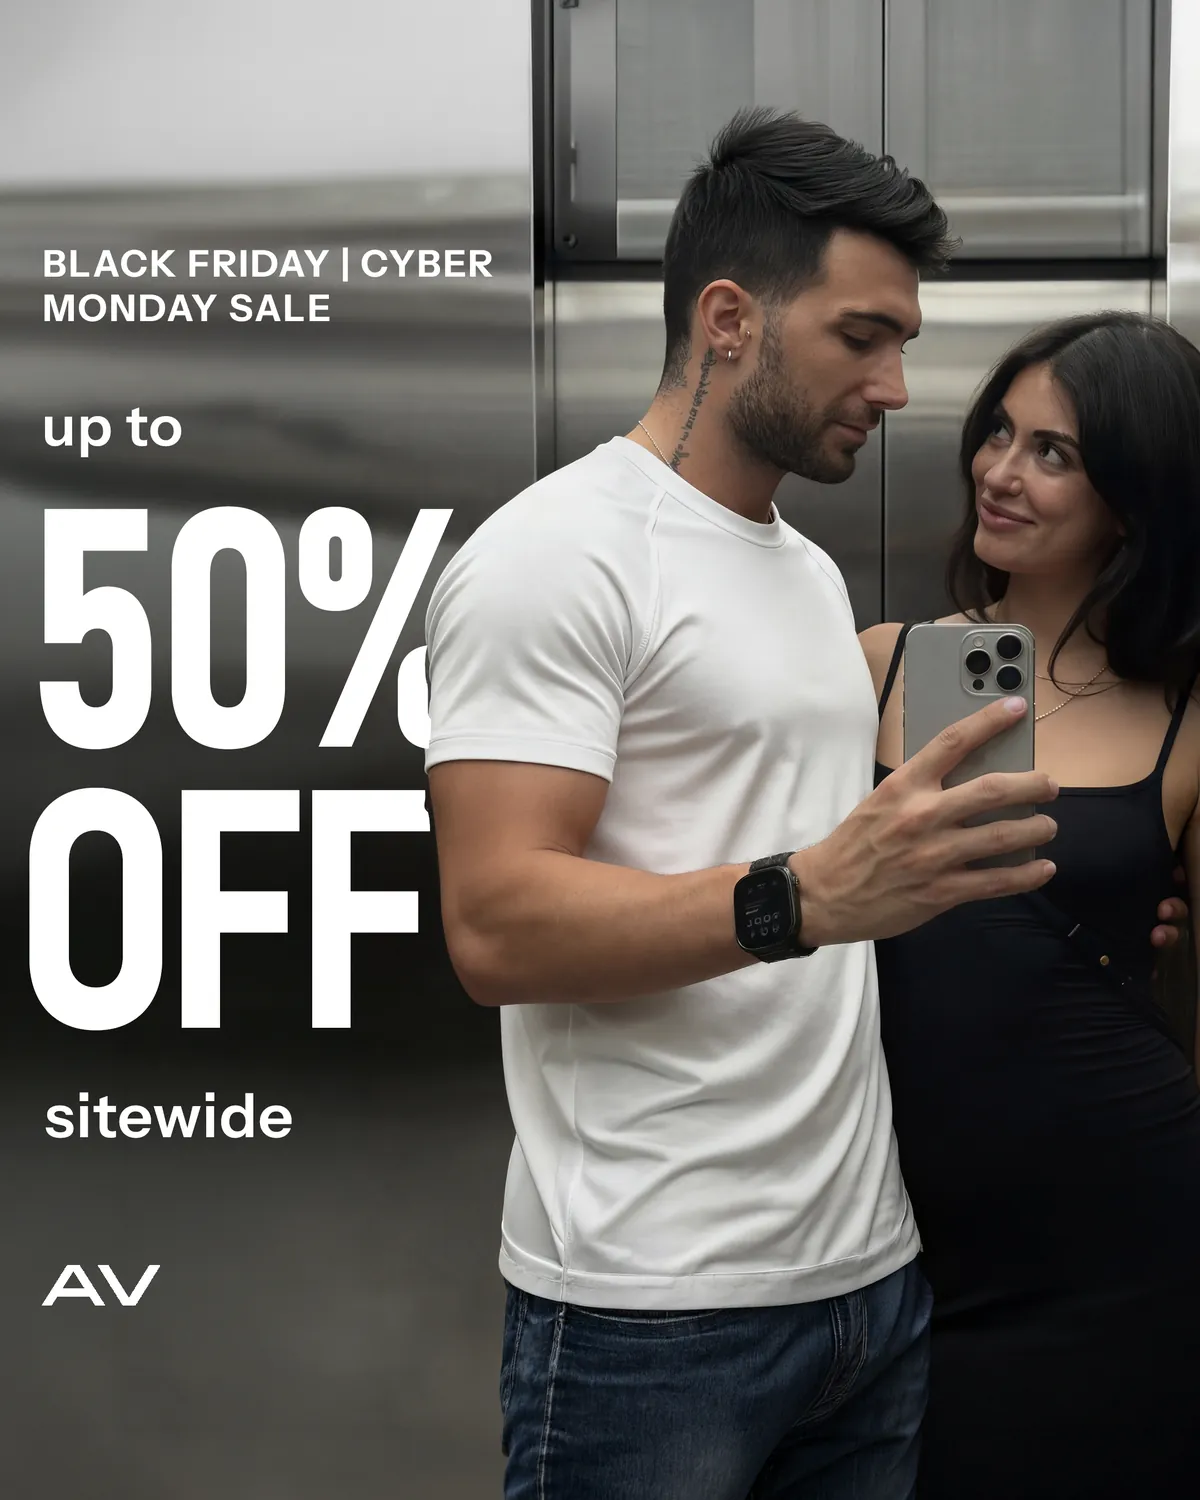 BLACK FRIDAY | CYBER
MONDAY SALE
up to
50%
OFF
sitewide
AV